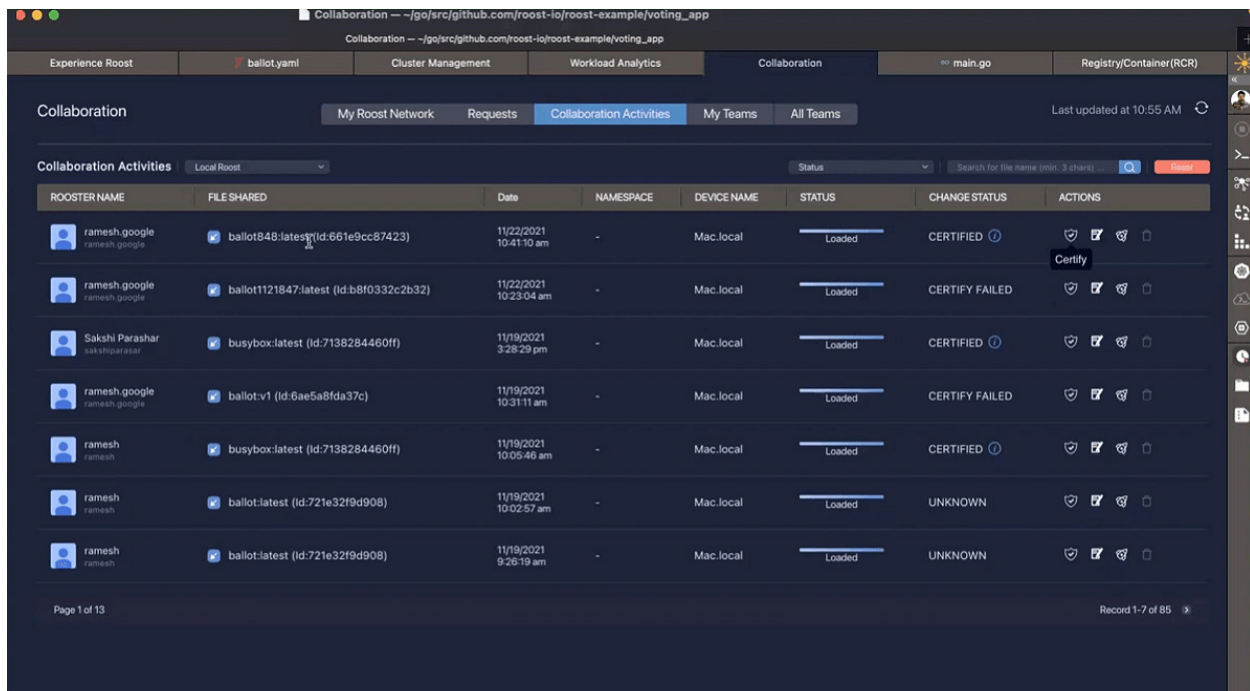 Collaboration — ~/go/src/github.com/roost-io/roost-example/voting_app
Collaboration — ~/go/src/github.com/roost-io/roost-example/voting_app
Experience Roost ballot.yaml Cluster Management Workload Analytics Collaboration main.go Registry/Container(RCR)
Collaboration My Roost Network Requests Collaboration Activities My Teams All Teams Last updated at 10:55 AM
Collaboration Activities Local Roost Status Search for file name (min. 3 chars) ... Reset
ROOSTER NAME FILE SHARED Date NAMESPACE DEVICE NAME STATUS CHANGE STATUS ACTIONS
ramesh.google ballot848:latest (Id:661e9cc87423) 11/22/2021 - Mac.local Loaded CERTIFIED
ramesh.google 10:41:10 am
Certify
ramesh.google ballot1121847:latest (Id:b8f0332c2b32) 11/22/2021 - Mac.local Loaded CERTIFY FAILED
ramesh.google 10:23:04 am
Sakshi Parashar busybox:latest (Id:7138284460ff) 11/19/2021 - Mac.local Loaded CERTIFIED
sakshiparasar 3:28:29 pm
ramesh.google ballot:v1 (Id:6ae5a8fda37c) 11/19/2021 - Mac.local Loaded CERTIFY FAILED
ramesh.google 10:31:11 am
ramesh busybox:latest (Id:7138284460ff) 11/19/2021 - Mac.local Loaded CERTIFIED
ramesh 10:05:46 am
ramesh ballot:latest (Id:721e32f9d908) 11/19/2021 - Mac.local Loaded UNKNOWN
ramesh 10:02:57 am
ramesh ballot:latest (Id:721e32f9d908) 11/19/2021 - Mac.local Loaded UNKNOWN
ramesh 9:26:19 am
Page 1 of 13 Record 1-7 of 85